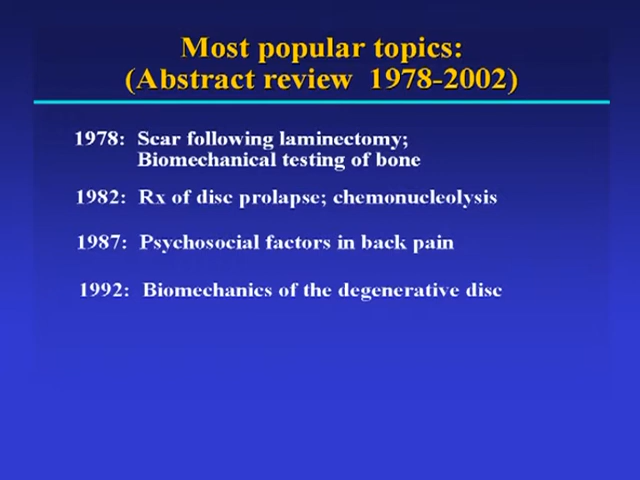 Most popular topics:
(Abstract review 1978-2002)
1978: Scar following laminectomy;
Biomechanical testing of bone
1982: Rx of disc prolapse; chemonucleolysis
1987: Psychosocial factors in back pain
1992: Biomechanics of the degenerative disc